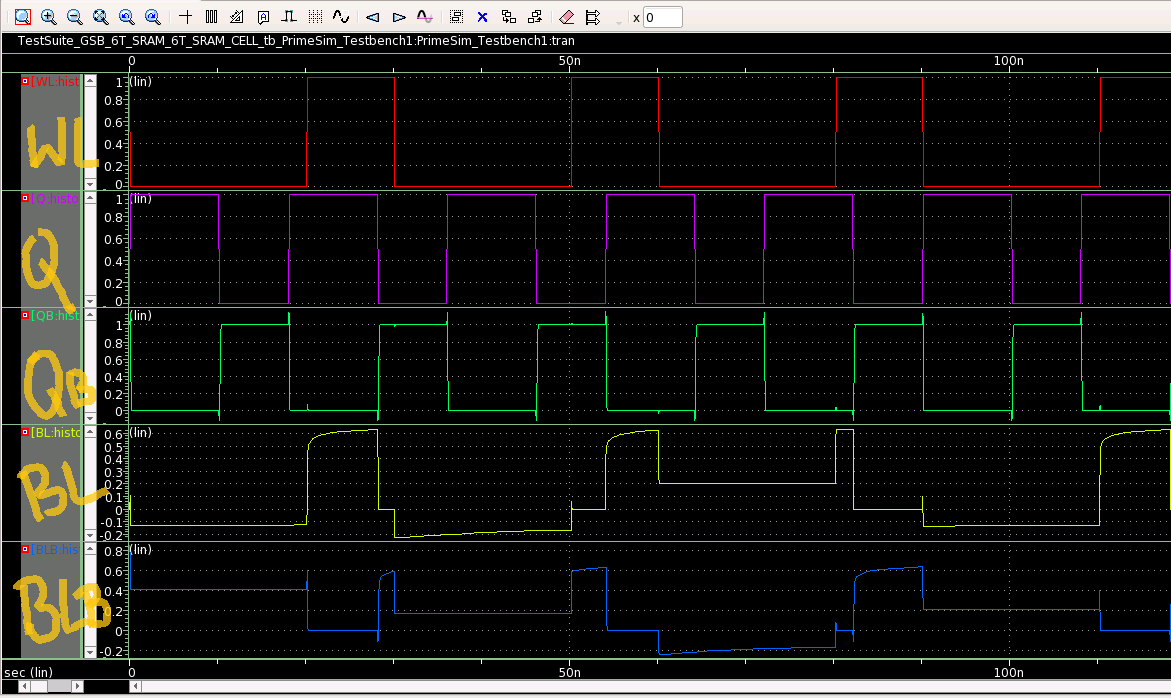 x 0
TestSuite_GSB_6T_SRAM_6T_SRAM_CELL_tb_PrimeSim_Testbench1:PrimeSim_Testbench1:tran
0 50n 100n
[WL:hist
1 (lin)
0.8
0.6
0.4
0.2
0
WL
[Q:histo
1 (lin)
0.8
0.6
0.4
0.2
0
Q
[QB:hist
1 (lin)
0.8
0.6
0.4
0.2
0
QB
[BL:histo
0.6 (lin)
0.5
0.4
0.3
0.2
0.1
0
-0.1
-0.2
BL
[BLB:his
0.8 (lin)
0.6
0.4
0.2
0
-0.2
BLB
sec (lin) 0 50n 100n